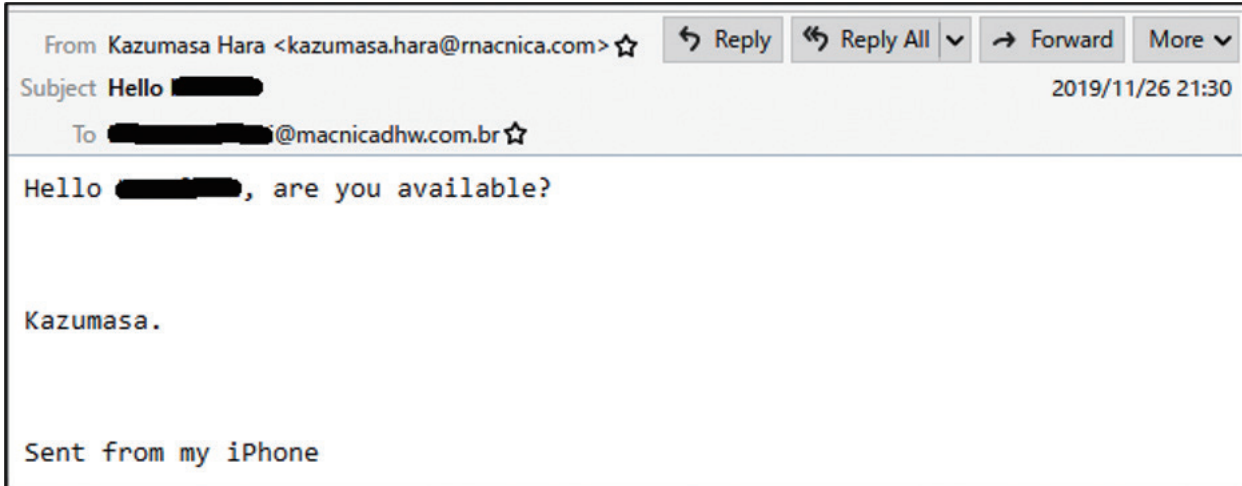 From Kazumasa Hara <kazumasa.hara@rnacnica.com>
Reply
Reply All
Forward
More
Subject Hello
2019/11/26 21:30
To @macnicadhw.com.br
Hello , are you available?
Kazumasa.
Sent from my iPhone